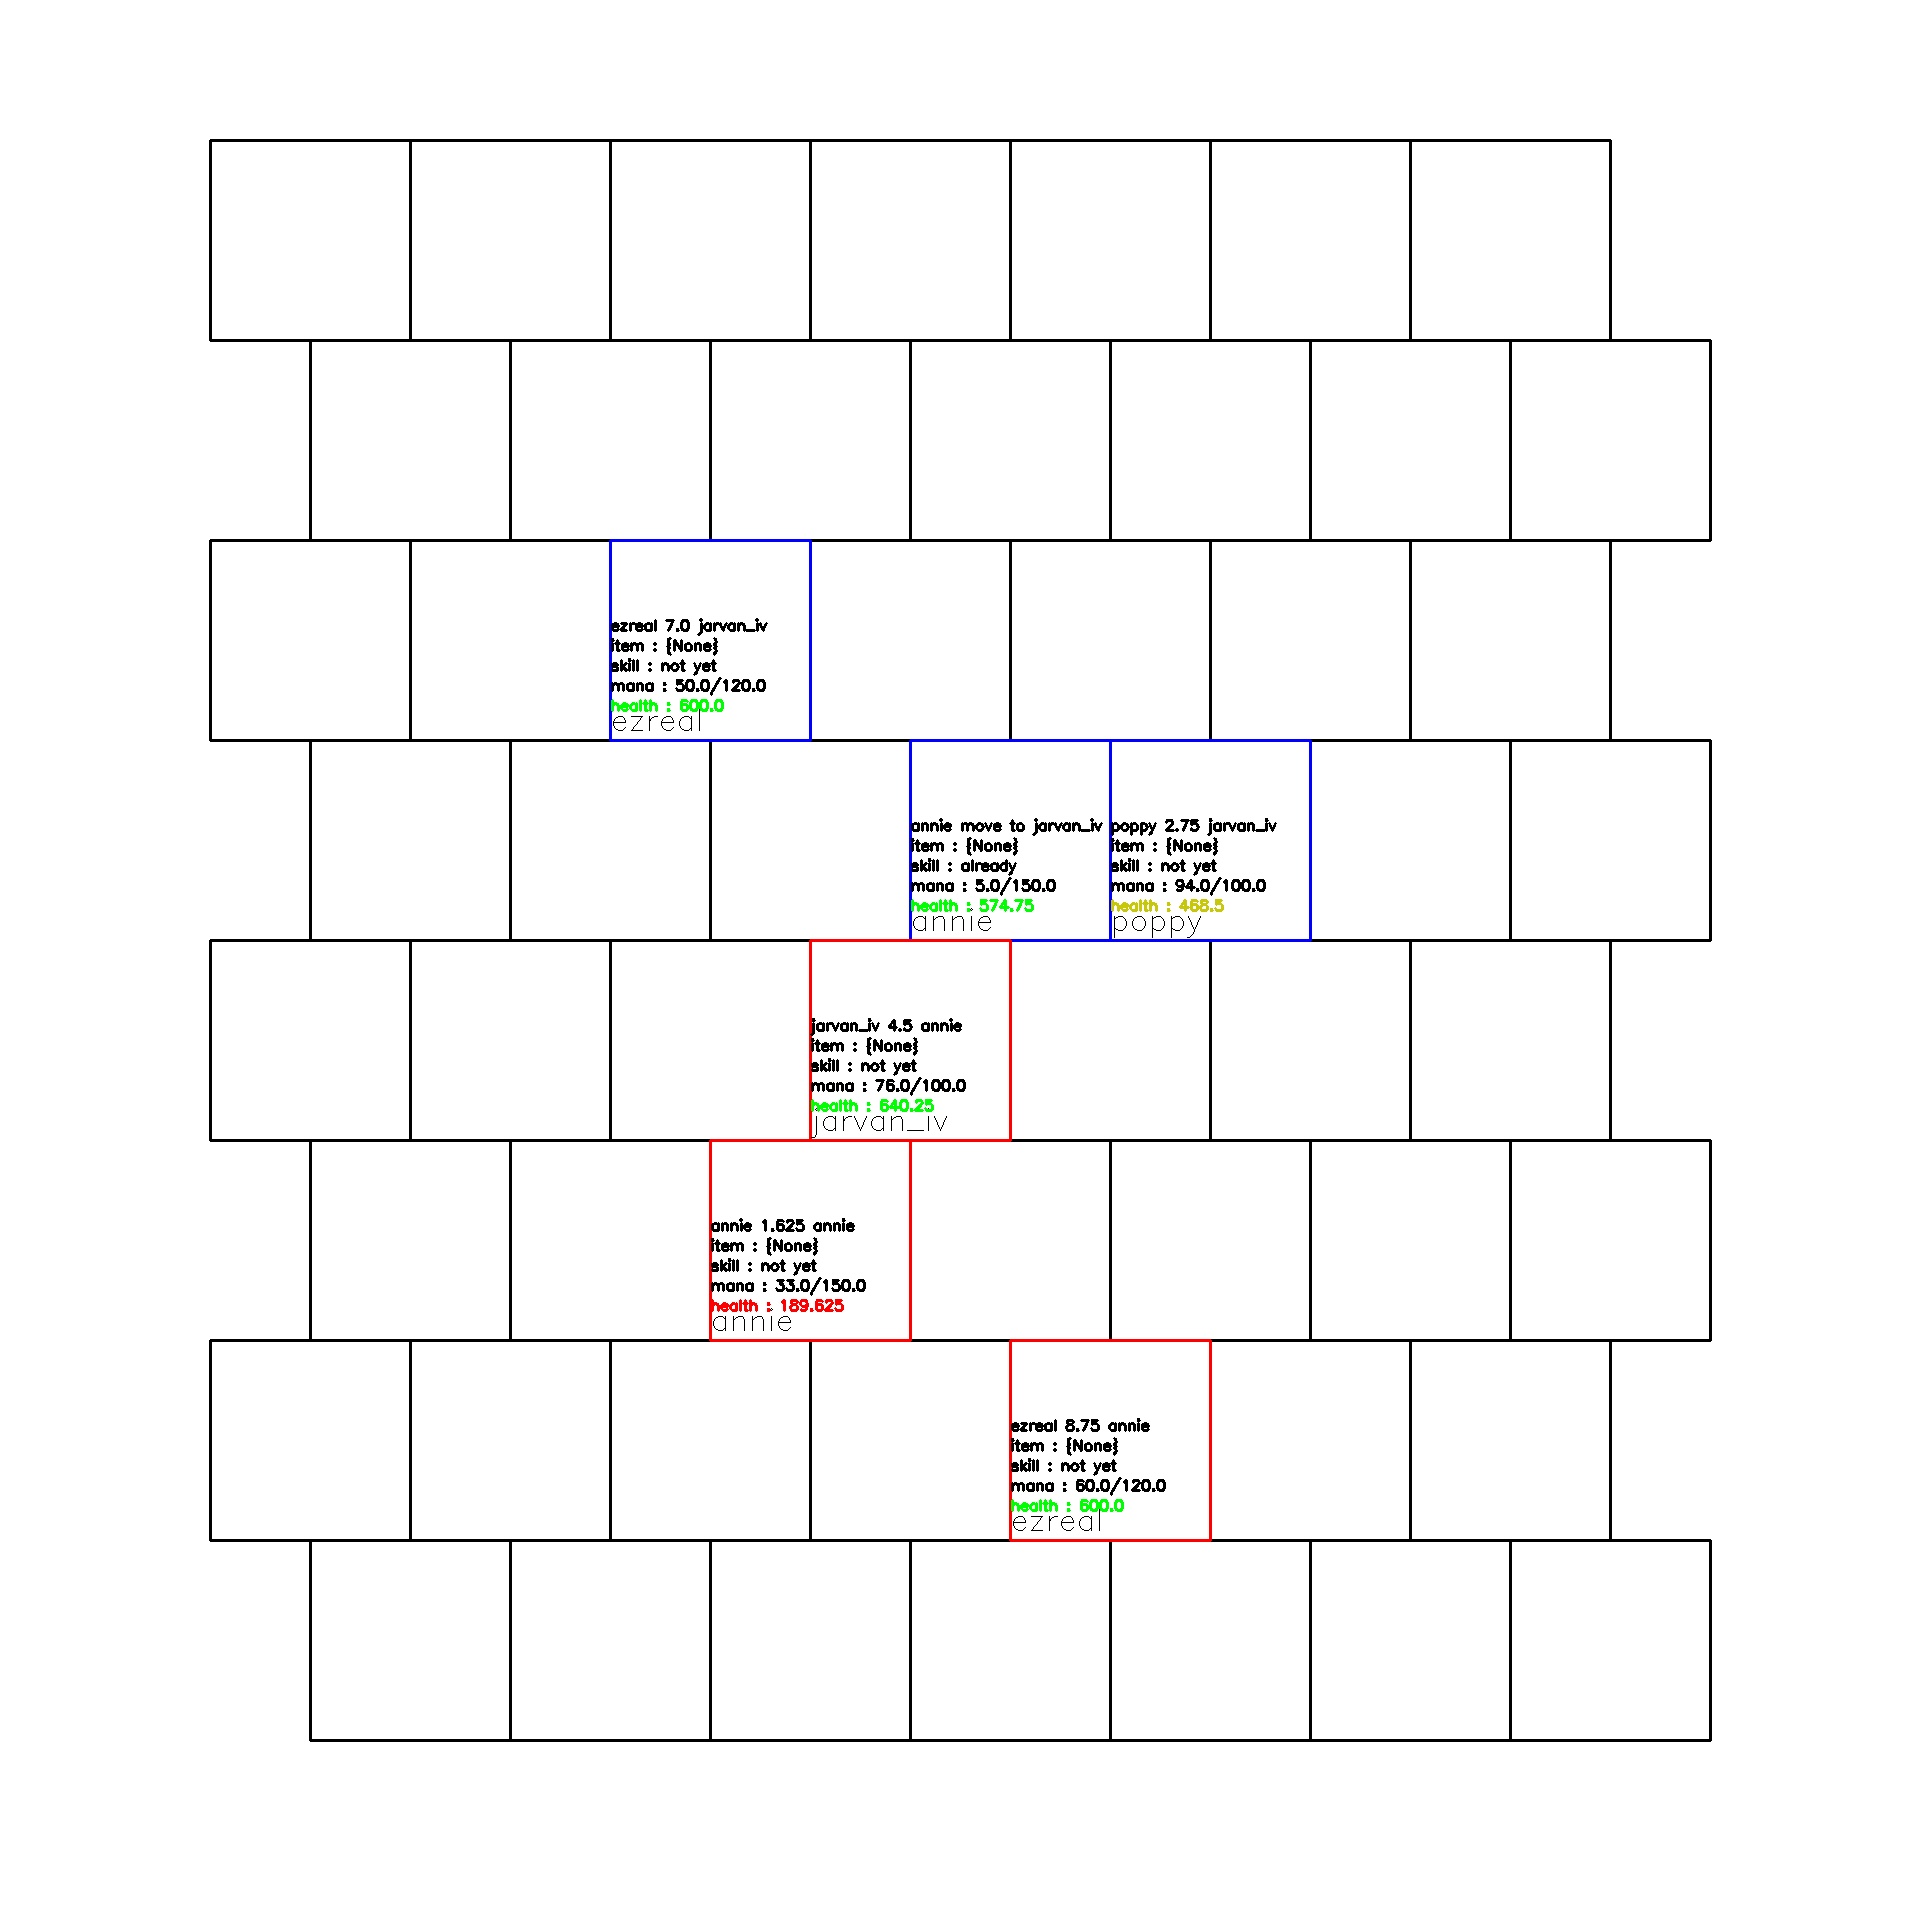 ezreal 7.0 jarvan_iv
item : {None}
skill : not yet
mana : 50.0/120.0
health : 600.0
ezreal
annie move to jarvan_iv
item : {None}
skill : already
mana : 5.0/150.0
health : 574.75
annie
poppy 2.75 jarvan_iv
item : {None}
skill : not yet
mana : 94.0/100.0
health : 468.5
poppy
jarvan_iv 4.5 annie
item : {None}
skill : not yet
mana : 76.0/100.0
health : 640.25
jarvan_iv
annie 1.625 annie
item : {None}
skill : not yet
mana : 33.0/150.0
health : 189.625
annie
ezreal 8.75 annie
item : {None}
skill : not yet
mana : 60.0/120.0
health : 600.0
ezreal